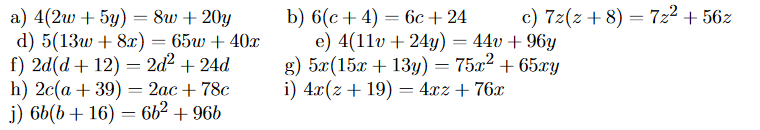 a) 4(2w + 5y) = 8w + 20y b) 6(c + 4) = 6c + 24 c) 7z(z + 8) = 7z² + 56z
d) 5(13w + 8x) = 65w + 40x e) 4(11v + 24y) = 44v + 96y
f) 2d(d + 12) = 2d² + 24d g) 5x(15x + 13y) = 75x² + 65xy
h) 2c(a + 39) = 2ac + 78c i) 4x(z + 19) = 4xz + 76x
j) 6b(b + 16) = 6b² + 96b